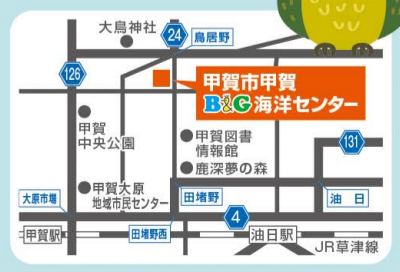 大鳥神社
24
鳥居野
126
甲賀市甲賀
B&G海洋センター
甲賀
中央公園
甲賀図書
情報館
131
鹿深夢の森
甲賀大原
地域市民センター
大原市場
田堵野
油日
4
甲賀駅
田堵野西
油日駅
JR草津線